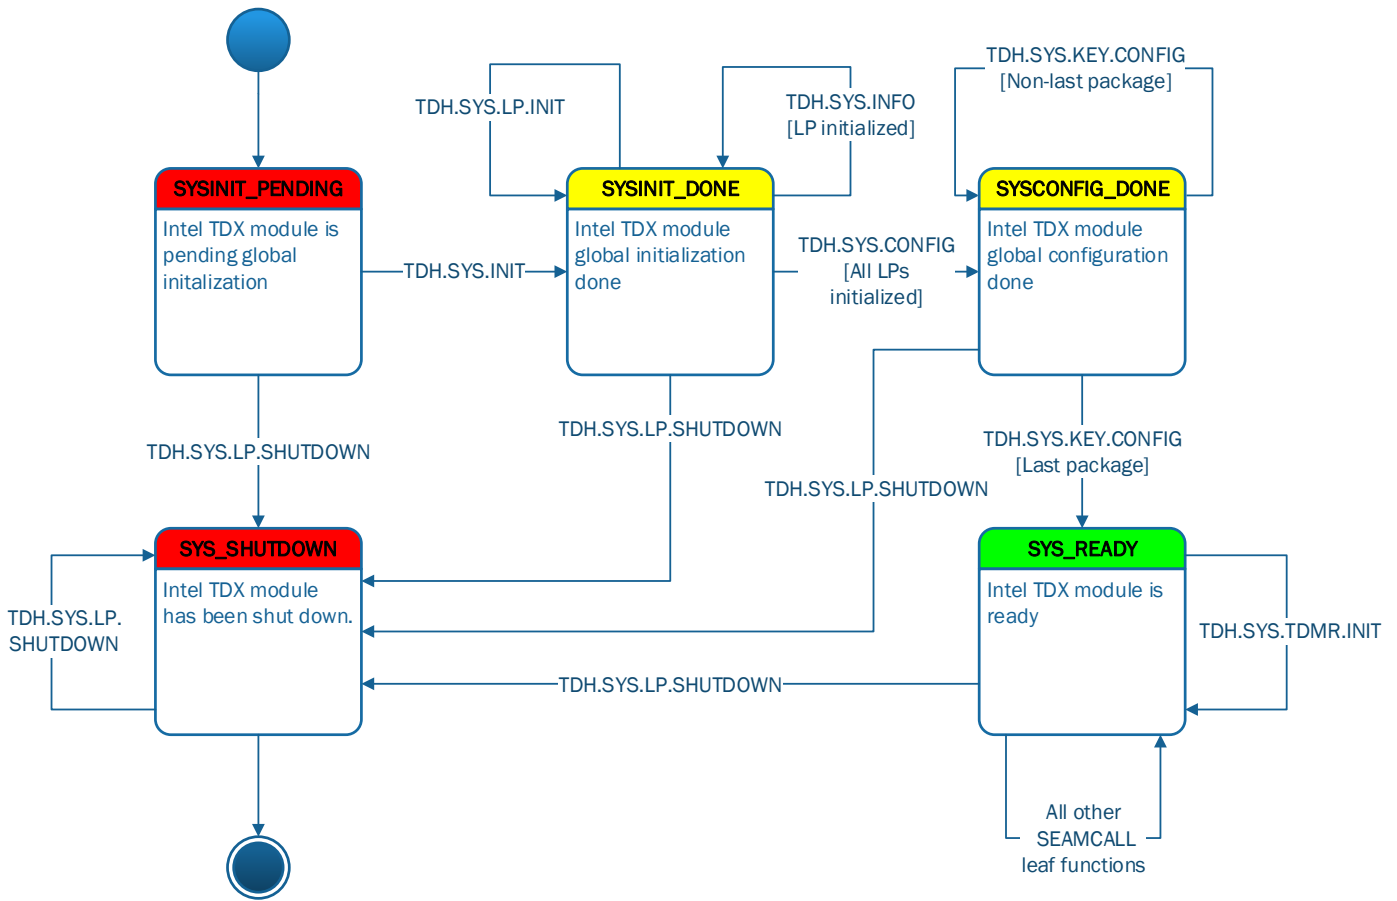 TDH.SYS.KEY.CONFIG
[Non-last package]
TDH.SYS.LP.INIT
TDH.SYS.INFO
[LP initialized]
SYSINIT_PENDING
Intel TDX module is
pending global
initalization
SYSINIT_DONE
Intel TDX module
global initialization
done
SYSCONFIG_DONE
Intel TDX module
global configuration
done
TDH.SYS.INIT
TDH.SYS.CONFIG
[All LPs
initialized]
TDH.SYS.LP.SHUTDOWN
TDH.SYS.LP.SHUTDOWN
TDH.SYS.LP.SHUTDOWN
TDH.SYS.KEY.CONFIG
[Last package]
SYS_SHUTDOWN
Intel TDX module
has been shut down.
SYS_READY
Intel TDX module is
ready
TDH.SYS.LP.
SHUTDOWN
TDH.SYS.TDMR.INIT
TDH.SYS.LP.SHUTDOWN
All other
SEAMCALL
leaf functions